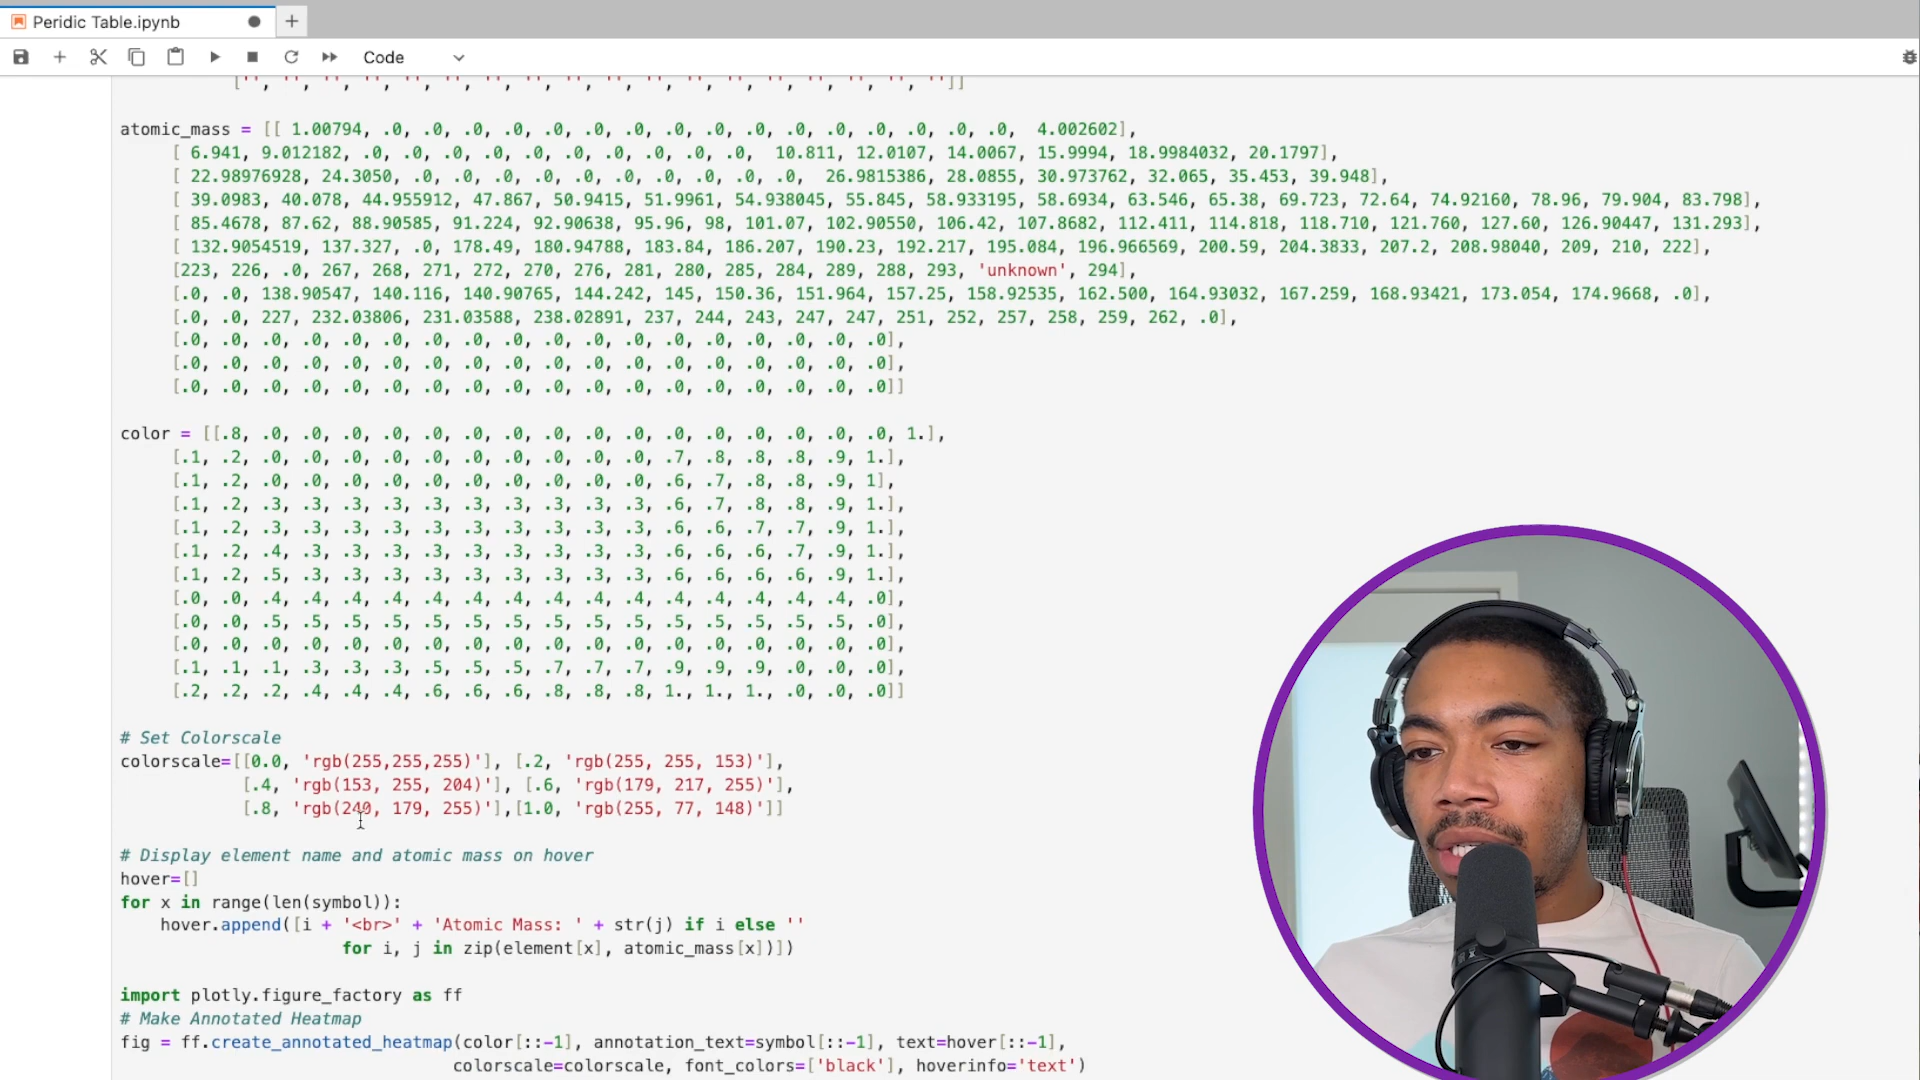 Peridic Table.ipynb
Code
['', '', '', '', '', '', '', '', '', '', '', '', '', '', '', '', '', '']]
atomic_mass = [[ 1.00794, .0, .0, .0, .0, .0, .0, .0, .0, .0, .0, .0, .0, .0, .0, .0, .0, 4.002602],
[ 6.941, 9.012182, .0, .0, .0, .0, .0, .0, .0, .0, .0, .0, 10.811, 12.0107, 14.0067, 15.9994, 18.9984032, 20.1797],
[ 22.98976928, 24.3050, .0, .0, .0, .0, .0, .0, .0, .0, .0, .0, 26.9815386, 28.0855, 30.973762, 32.065, 35.453, 39.948],
[ 39.0983, 40.078, 44.955912, 47.867, 50.9415, 51.9961, 54.938045, 55.845, 58.933195, 58.6934, 63.546, 65.38, 69.723, 72.64, 74.92160, 78.96, 79.904, 83.798],
[ 85.4678, 87.62, 88.90585, 91.224, 92.90638, 95.96, 98, 101.07, 102.90550, 106.42, 107.8682, 112.411, 114.818, 118.710, 121.760, 127.60, 126.90447, 131.293],
[ 132.9054519, 137.327, .0, 178.49, 180.94788, 183.84, 186.207, 190.23, 192.217, 195.084, 196.966569, 200.59, 204.3833, 207.2, 208.98040, 209, 210, 222],
[223, 226, .0, 267, 268, 271, 272, 270, 276, 281, 280, 285, 284, 289, 288, 293, 'unknown', 294],
[.0, .0, 138.90547, 140.116, 140.90765, 144.242, 145, 150.36, 151.964, 157.25, 158.92535, 162.500, 164.93032, 167.259, 168.93421, 173.054, 174.9668, .0],
[.0, .0, 227, 232.03806, 231.03588, 238.02891, 237, 244, 243, 247, 247, 251, 252, 257, 258, 259, 262, .0],
[.0, .0, .0, .0, .0, .0, .0, .0, .0, .0, .0, .0, .0, .0, .0, .0, .0, .0],
[.0, .0, .0, .0, .0, .0, .0, .0, .0, .0, .0, .0, .0, .0, .0, .0, .0, .0],
[.0, .0, .0, .0, .0, .0, .0, .0, .0, .0, .0, .0, .0, .0, .0, .0, .0, .0]]
color = [[.8, .0, .0, .0, .0, .0, .0, .0, .0, .0, .0, .0, .0, .0, .0, .0, .0, 1.],
[.1, .2, .0, .0, .0, .0, .0, .0, .0, .0, .0, .0, .7, .8, .8, .8, .9, 1.],
[.1, .2, .0, .0, .0, .0, .0, .0, .0, .0, .0, .0, .6, .7, .8, .8, .9, 1],
[.1, .2, .3, .3, .3, .3, .3, .3, .3, .3, .3, .3, .6, .7, .8, .8, .9, 1.],
[.1, .2, .3, .3, .3, .3, .3, .3, .3, .3, .3, .3, .6, .6, .7, .7, .9, 1.],
[.1, .2, .4, .3, .3, .3, .3, .3, .3, .3, .3, .3, .6, .6, .6, .7, .9, 1.],
[.1, .2, .5, .3, .3, .3, .3, .3, .3, .3, .3, .3, .6, .6, .6, .6, .9, 1.],
[.0, .0, .4, .4, .4, .4, .4, .4, .4, .4, .4, .4, .4, .4, .4, .4, .4, .0],
[.0, .0, .5, .5, .5, .5, .5, .5, .5, .5, .5, .5, .5, .5, .5, .5, .5, .0],
[.0, .0, .0, .0, .0, .0, .0, .0, .0, .0, .0, .0, .0, .0, .0, .0, .0, .0],
[.1, .1, .1, .3, .3, .3, .5, .5, .5, .7, .7, .7, .9, .9, .9, .0, .0, .0],
[.2, .2, .2, .4, .4, .4, .6, .6, .6, .8, .8, .8, 1., 1., 1., .0, .0, .0]]
# Set Colorscale
colorscale=[[0.0, 'rgb(255,255,255)'], [.2, 'rgb(255, 255, 153)'],
[.4, 'rgb(153, 255, 204)'], [.6, 'rgb(179, 217, 255)'],
[.8, 'rgb(240, 179, 255)'],[1.0, 'rgb(255, 77, 148)']]
# Display element name and atomic mass on hover
hover=[]
for x in range(len(symbol)):
hover.append([i + '<br>' + 'Atomic Mass: ' + str(j) if i else ''
for i, j in zip(element[x], atomic_mass[x])])
import plotly.figure_factory as ff
# Make Annotated Heatmap
fig = ff.create_annotated_heatmap(color[::-1], annotation_text=symbol[::-1], text=hover[::-1],
colorscale=colorscale, font_colors=['black'], hoverinfo='text')